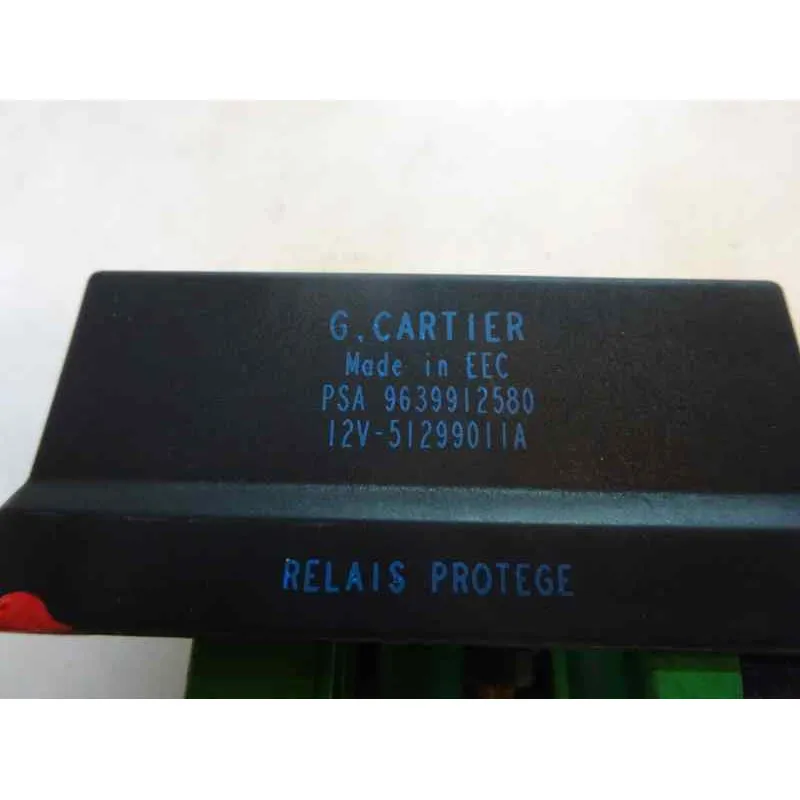 G. CARTIER
Made in EEC
PSA 9639912580
12V-51299011A
RELAIS PROTEGE